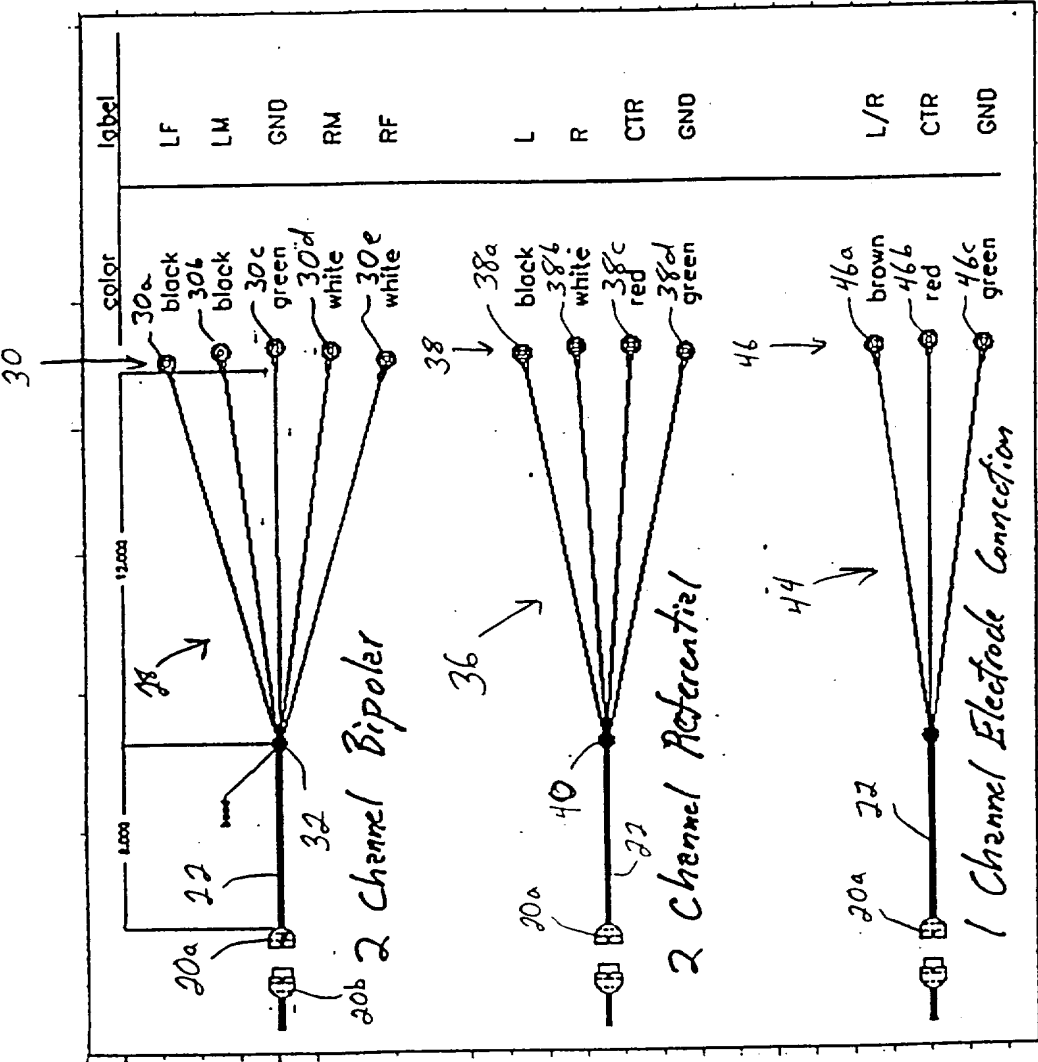 30
color
label
30a
black
LF
30b
black
LM
30c
green
GND
30d
white
RM
30e
white
RF
12.000
6.000
28
22
20a
20b
32
2 Channel Bipolar
38
38a
black
L
38b
white
R
38c
red
CTR
38d
green
GND
36
40
22
20a
2 Channel Referential
46
46a
brown
L/R
46b
red
CTR
46c
green
GND
44
22
20a
1 Channel Electrode Connection